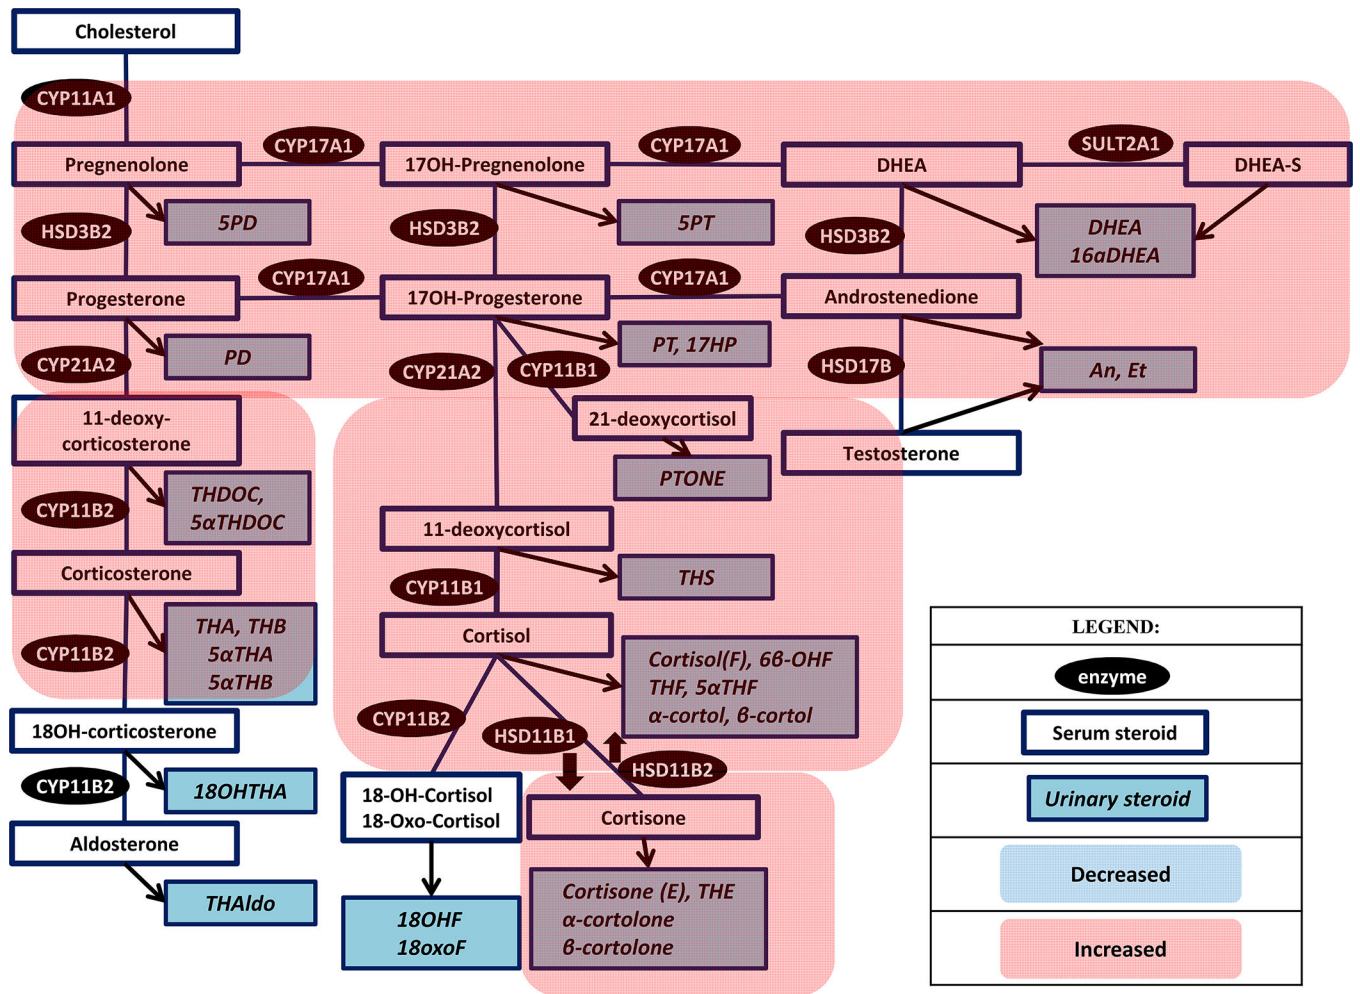 Cholesterol
CYP11A1
CYP17A1
CYP17A1
SULT2A1
Pregnenolone
17OH-Pregnenolone
DHEA
DHEA-S
5PD
5PT
DHEA
16αDHEA
HSD3B2
HSD3B2
HSD3B2
CYP17A1
CYP17A1
Progesterone
17OH-Progesterone
Androstenedione
PD
PT, 17HP
An, Et
CYP21A2
CYP21A2
CYP11B1
HSD17B
11-deoxy-
corticosterone
21-deoxycortisol
Testosterone
PTONE
THDOC,
5αTHDOC
CYP11B2
11-deoxycortisol
Corticosterone
THS
CYP11B1
THA, THB
5αTHA
5αTHB
CYP11B2
Cortisol
Cortisol(F), 6β-OHF
THF, 5αTHF
α-cortol, β-cortol
CYP11B2
HSD11B1
HSD11B2
18OH-corticosterone
CYP11B2
18OHTHA
18-OH-Cortisol
18-Oxo-Cortisol
Cortisone
Aldosterone
THAldo
18OHF
18oxoF
Cortisone (E), THE
α-cortolone
β-cortolone
LEGEND:
enzyme
Serum steroid
Urinary steroid
Decreased
Increased